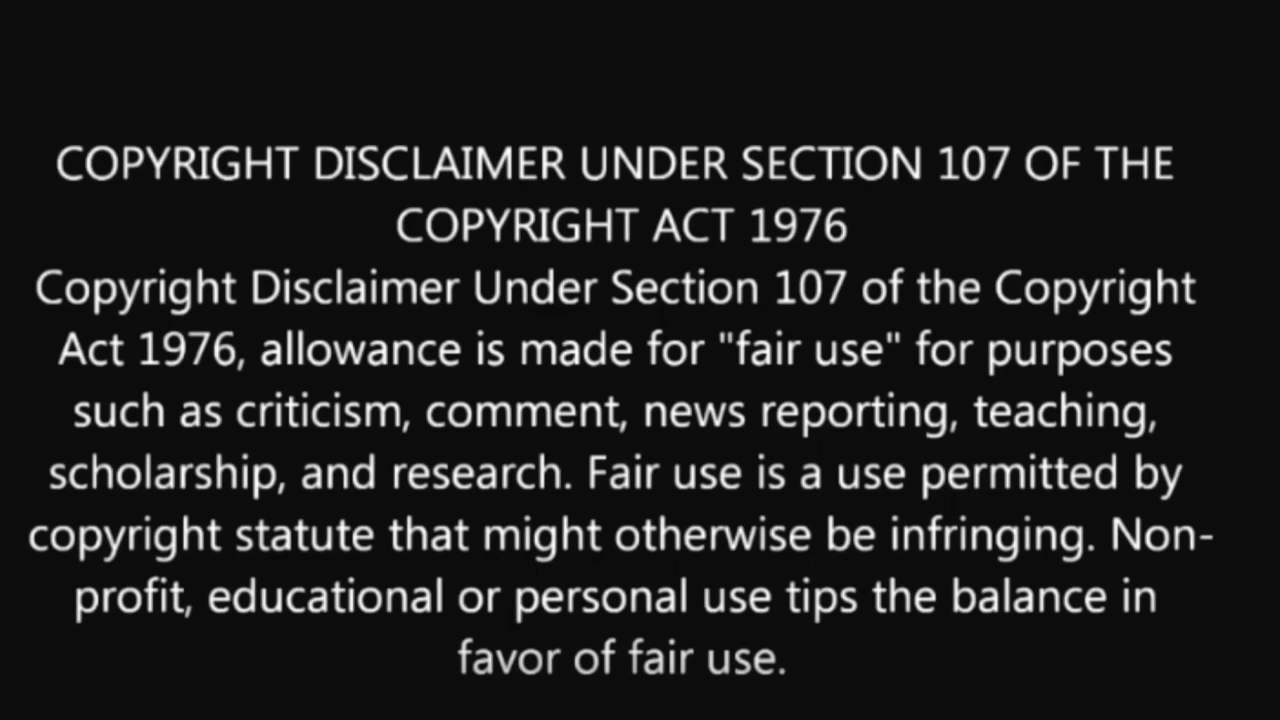 COPYRIGHT DISCLAIMER UNDER SECTION 107 OF THE
COPYRIGHT ACT 1976
Copyright Disclaimer Under Section 107 of the Copyright
Act 1976, allowance is made for "fair use" for purposes
such as criticism, comment, news reporting, teaching,
scholarship, and research. Fair use is a use permitted by
copyright statute that might otherwise be infringing. Non-
profit, educational or personal use tips the balance in
favor of fair use.